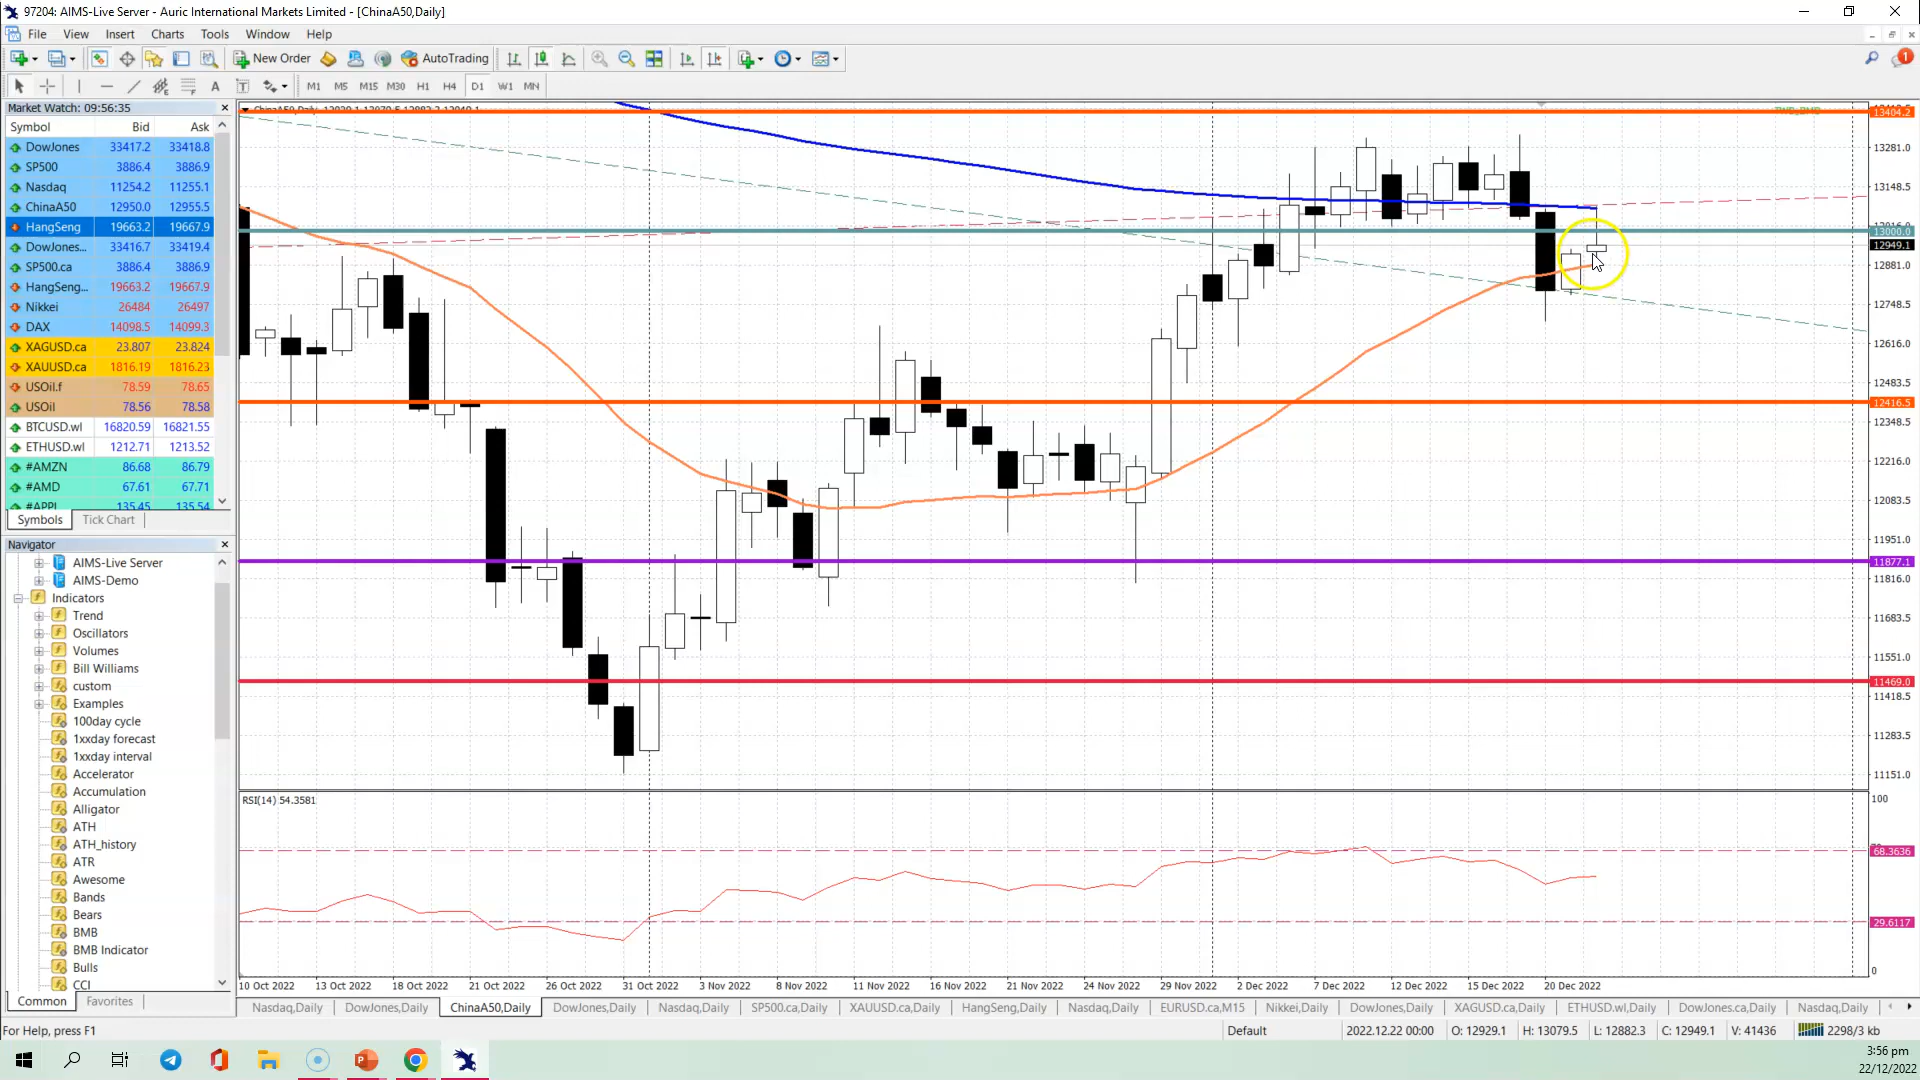 97204: AIMS-Live Server - Auric International Markets Limited - [ChinaA50,Daily]
File View Insert Charts Tools Window Help
New Order AutoTrading
1
A T M1 M5 M15 M30 H1 H4 D1 W1 MN
Market Watch: 09:56:35
Symbol Bid Ask
DowJones 33417.2 33418.8
SP500 3886.4 3886.9
Nasdaq 11254.2 11255.1
ChinaA50 12950.0 12955.5
HangSeng 19663.2 19667.9
DowJones... 33416.7 33419.4
SP500.ca 3886.4 3886.9
HangSeng... 19663.2 19667.9
Nikkei 26484 26497
DAX 14098.5 14099.3
XAGUSD.ca 23.807 23.824
XAUUSD.ca 1816.19 1816.23
USOil.f 78.59 78.65
USOil 78.56 78.58
BTCUSD.wl 16820.59 16821.55
ETHUSD.wl 1212.71 1213.52
#AMZN 86.68 86.79
#AMD 67.61 67.71
#APPL 135.45 135.54
Symbols Tick Chart
Navigator
AIMS-Live Server
AIMS-Demo
Indicators
Trend
Oscillators
Volumes
Bill Williams
custom
Examples
100day cycle
1xxday forecast
1xxday interval
Accelerator
Accumulation
Alligator
ATH
ATH_history
ATR
Awesome
Bands
Bears
BMB
BMB Indicator
Bulls
CCI
Common Favorites
13404.2
13281.0
13148.5
13000.0
12949.1
12881.0
12748.5
12616.0
12483.5
12416.5
12348.5
12216.0
12083.5
11951.0
11877.1
11816.0
11683.5
11551.0
11469.0
11418.5
11283.5
11151.0
RSI(14) 54.3581
100
68.3636
29.6117
0
10 Oct 2022 13 Oct 2022 18 Oct 2022 21 Oct 2022 26 Oct 2022 31 Oct 2022 3 Nov 2022 8 Nov 2022 11 Nov 2022 16 Nov 2022 21 Nov 2022 24 Nov 2022 29 Nov 2022 2 Dec 2022 7 Dec 2022 12 Dec 2022 15 Dec 2022 20 Dec 2022
Nasdaq,Daily DowJones,Daily ChinaA50,Daily DowJones,Daily Nasdaq,Daily SP500.ca,Daily XAUUSD.ca,Daily HangSeng,Daily Nasdaq,Daily EURUSD.ca,M15 Nikkei,Daily DowJones,Daily XAGUSD.ca,Daily ETHUSD.wl,Daily DowJones.ca,Daily Nasdaq,Daily
For Help, press F1 Default 2022.12.22 00:00 O: 12929.1 H: 13079.5 L: 12882.3 C: 12949.1 V: 41436 2298/3 kb
3:56 pm
22/12/2022